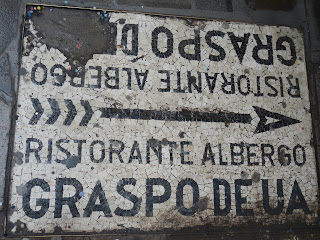 GRASPO D
RISTORANTE ALBERGO
RISTORANTE ALBERGO
GRASPO DE UA